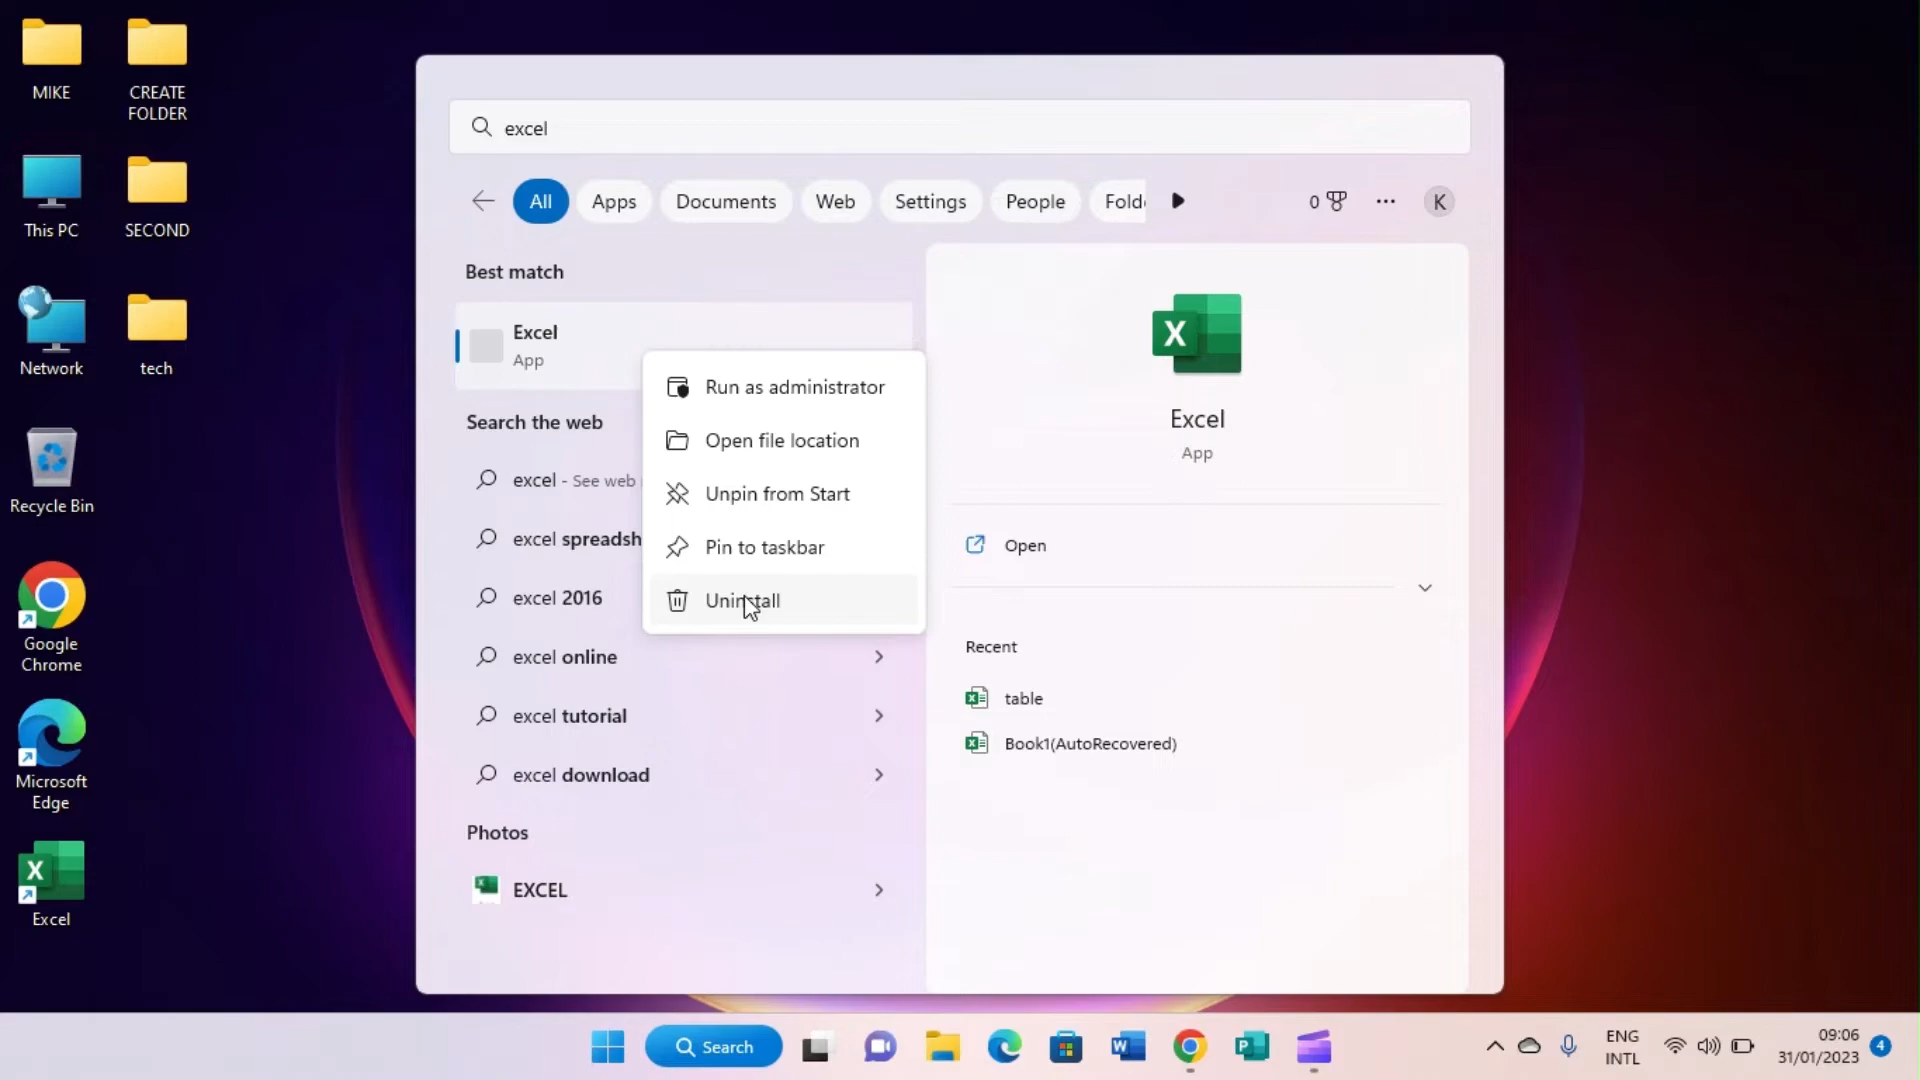 MIKE
CREATE
FOLDER
This PC
SECOND
Network
tech
Recycle Bin
Google
Chrome
Microsoft
Edge
X
Excel
excel
All
Apps
Documents
Web
Settings
People
Fold
0
K
Best match
Excel
App
Search the web
excel - See web
excel spreadsh
excel 2016
excel online
excel tutorial
excel download
Photos
EXCEL
Run as administrator
Open file location
Unpin from Start
Pin to taskbar
Uninstall
X
Excel
App
Open
Recent
table
Book1(AutoRecovered)
Search
W
P
ENG
INTL
09:06
31/01/2023
4